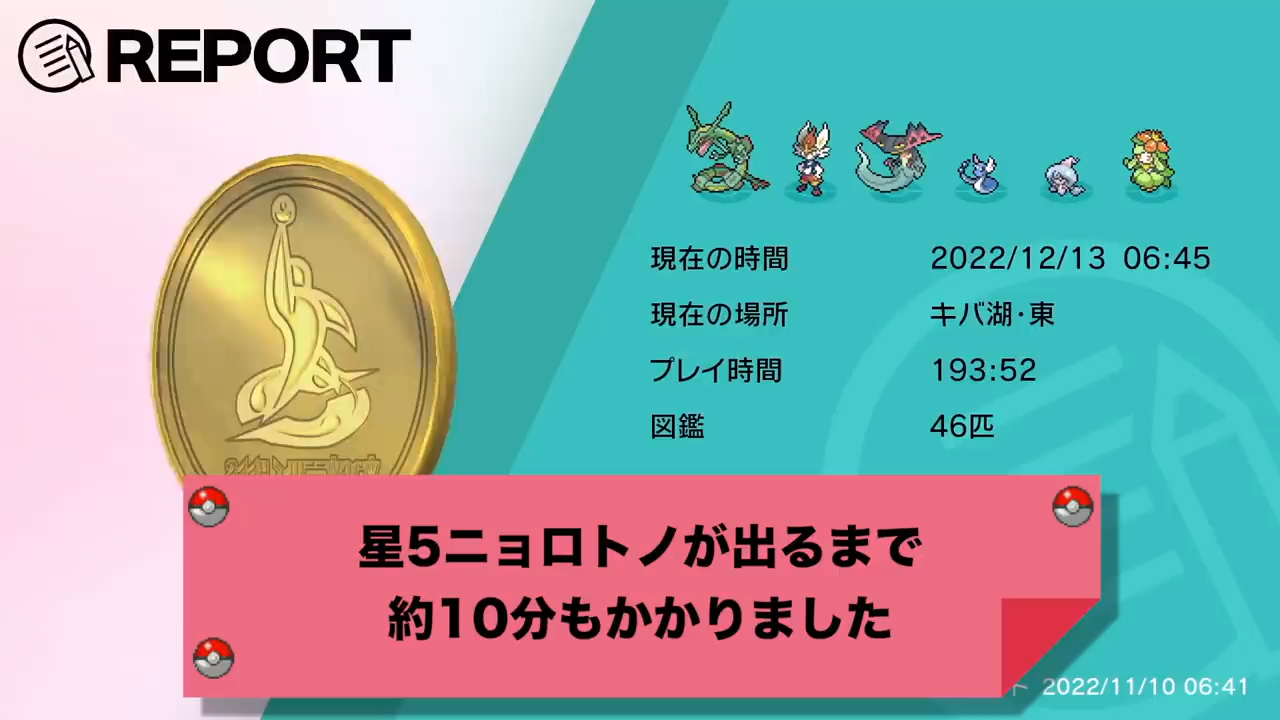 REPORT
現在の時間 2022/12/13 06:45
現在の場所 キバ湖・東
プレイ時間 193:52
図鑑 46匹
星5ニョロトノが出るまで
約10分もかかりました
2022/11/10 06:41